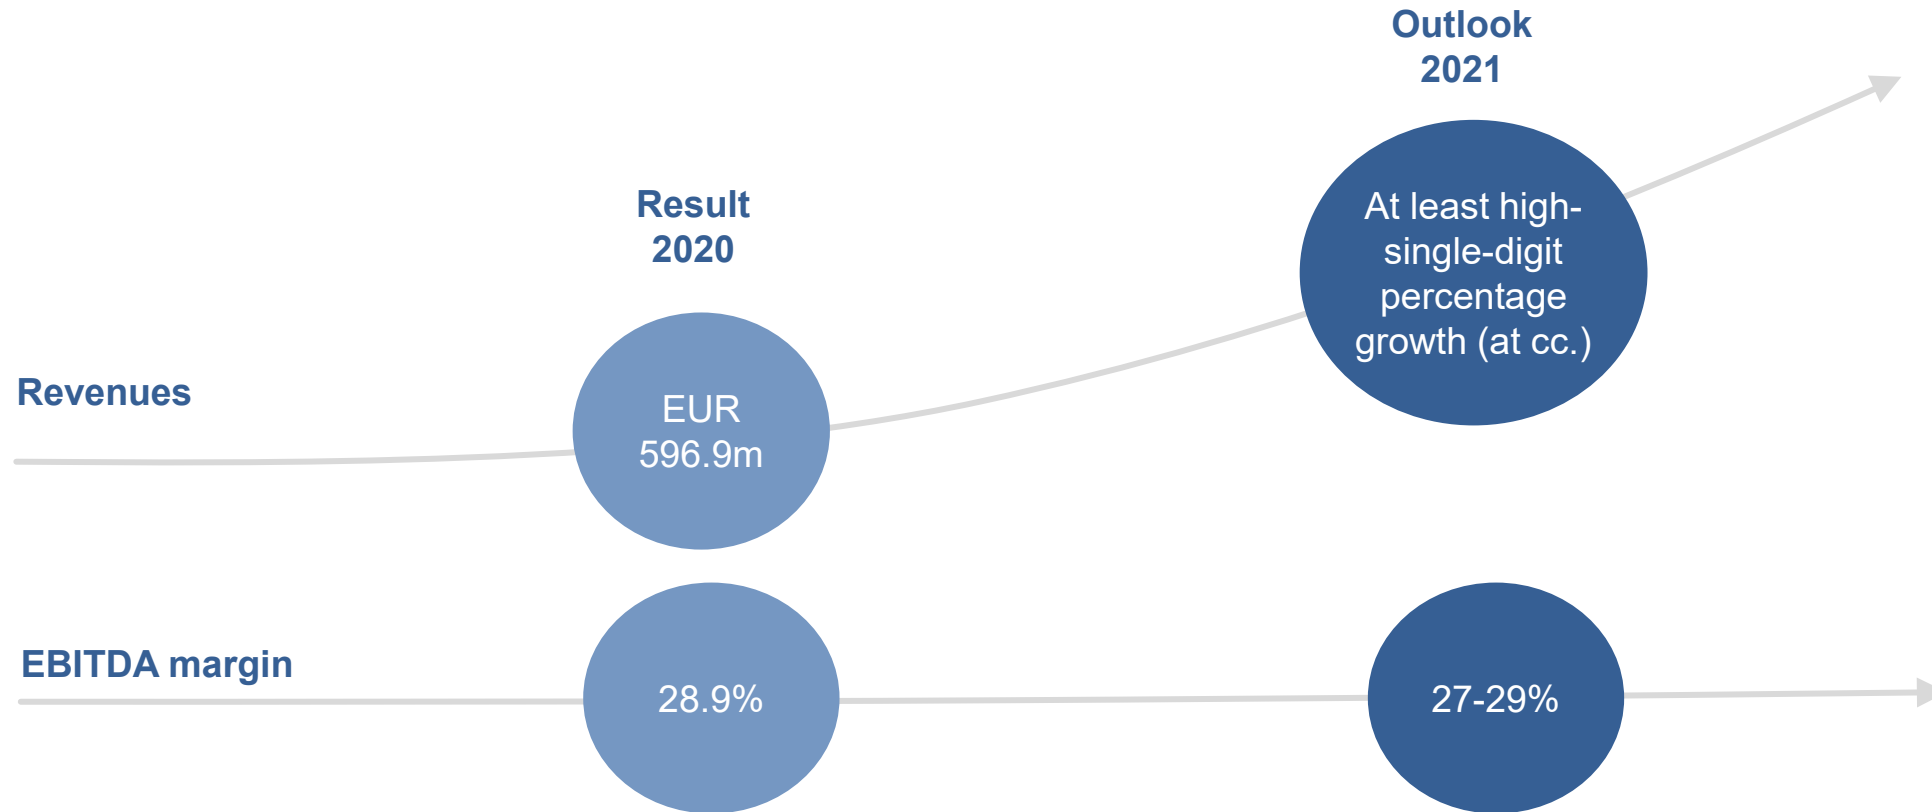 Outlook
2021
Result
2020
At least high-
single-digit
percentage
growth (at cc.)
Revenues
EUR
596.9m
EBITDA margin
28.9%
27-29%